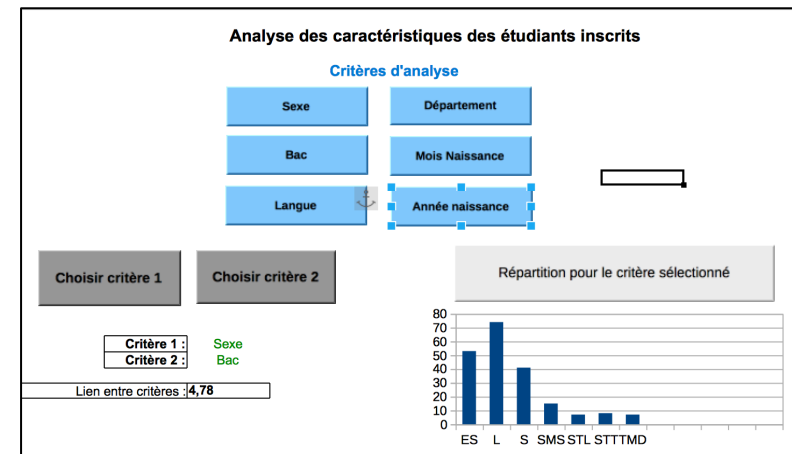 Analyse des caractéristiques des étudiants inscrits
Critères d'analyse
Sexe
Département
Bac
Mois Naissance
Langue
Année naissance
Choisir critère 1
Choisir critère 2
Répartition pour le critère sélectionné
Critère 1 : Sexe
Critère 2 : Bac
Lien entre critères : 4,78
80
70
60
50
40
30
20
10
0
ES L S SMS STL STT TMD